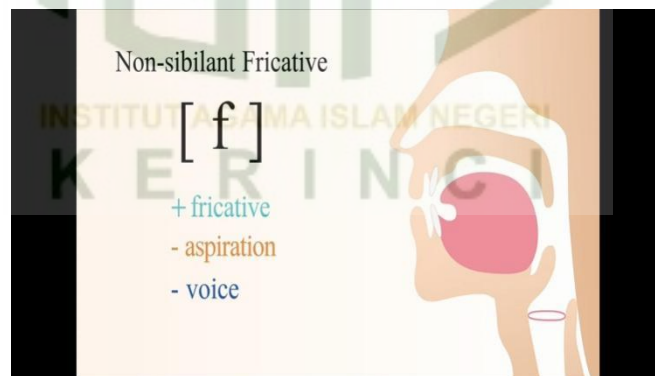 Non-sibilant Fricative
INSTITUT AGAMA ISLAM NEGERI
[ f ]
K E R I N C I
+ fricative
- aspiration
- voice